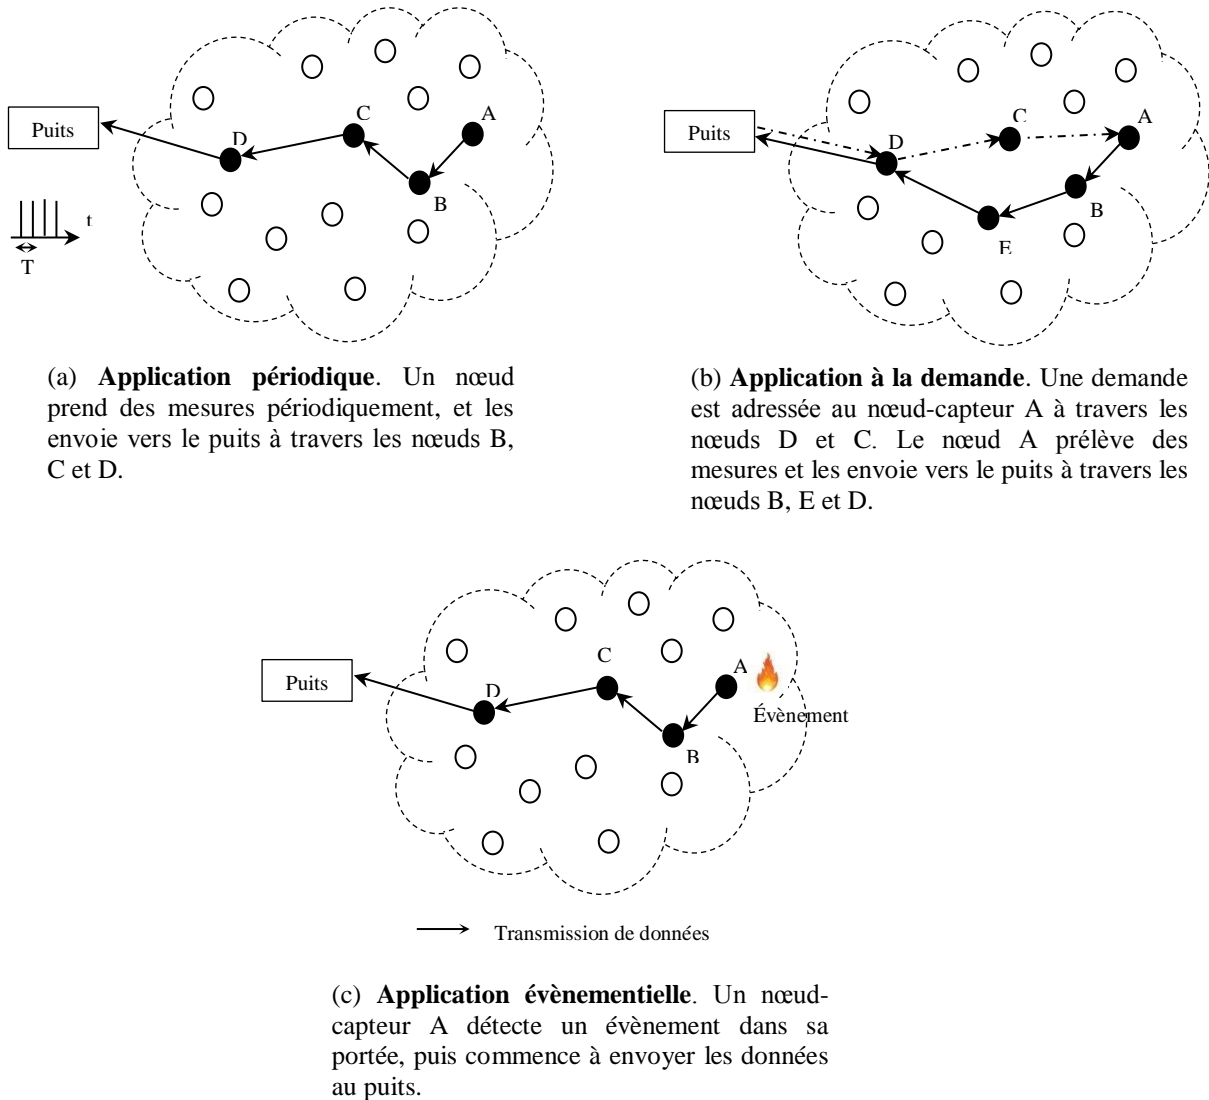 Puits
D
C
A
B
t
T
(a) Application périodique. Un nœud
prend des mesures périodiquement, et les
envoie vers le puits à travers les nœuds B,
C et D.
Puits
D
C
A
B
E
(b) Application à la demande. Une demande
est adressée au nœud-capteur A à travers les
nœuds D et C. Le nœud A prélève des
mesures et les envoie vers le puits à travers les
nœuds B, E et D.
Puits
D
C
A
B
Évènement
Transmission de données
(c) Application évènementielle. Un nœud-
capteur A détecte un évènement dans sa
portée, puis commence à envoyer les données
au puits.